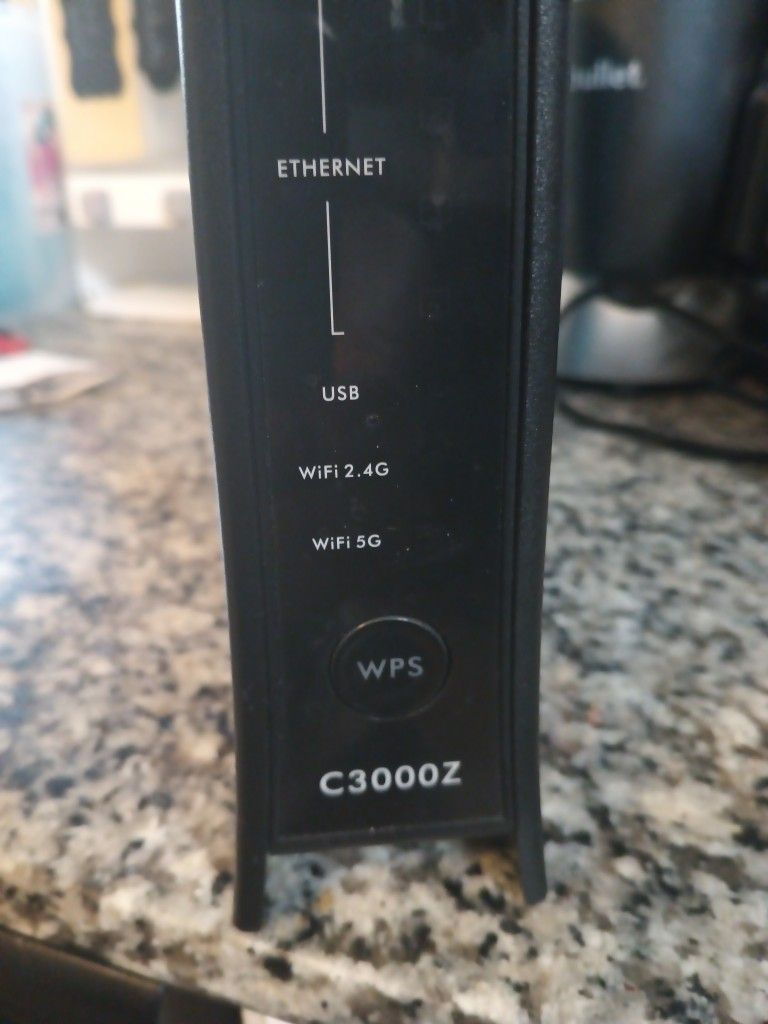 ETHERNET
USB
WiFi 2.4G
WiFi 5G
WPS
C3000Z